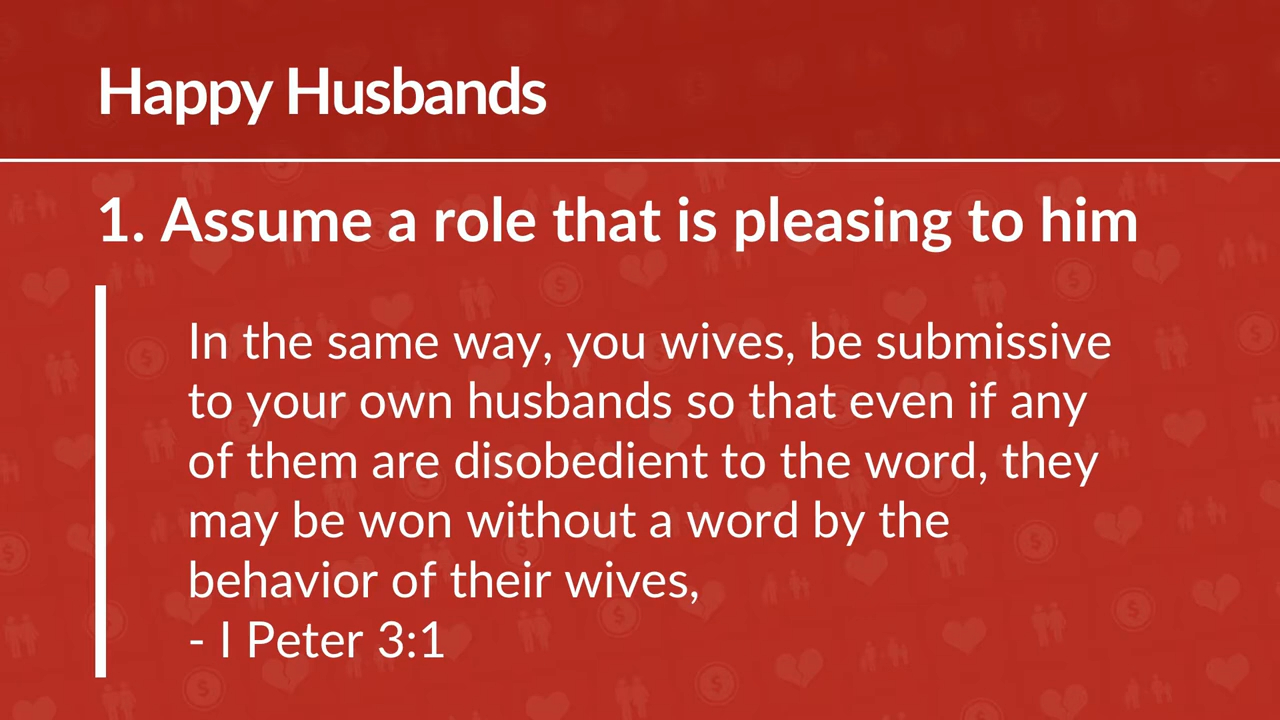 Happy Husbands
1. Assume a role that is pleasing to him
In the same way, you wives, be submissive
to your own husbands so that even if any
of them are disobedient to the word, they
may be won without a word by the
behavior of their wives,
- I Peter 3:1